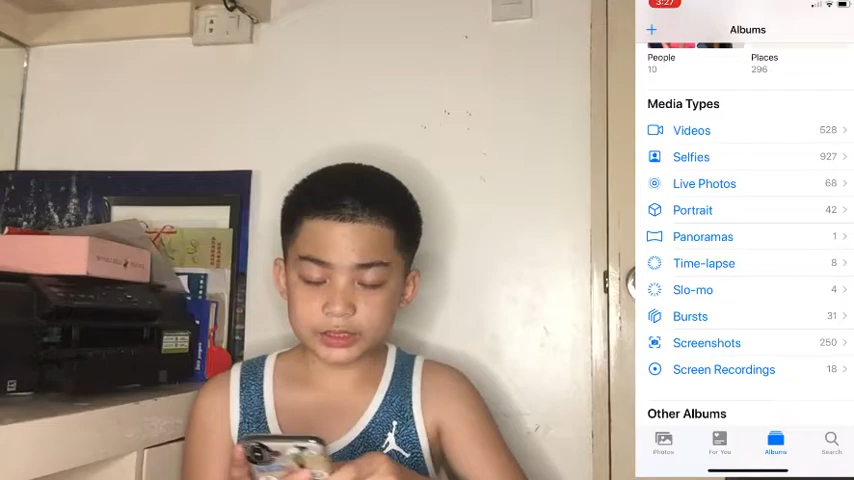 3:27
Albums
People
Places
10
296
Media Types
Videos 528
Selfies 927
Live Photos 68
Portrait 42
Panoramas 1
Time-lapse 8
Slo-mo 4
Bursts 31
Screenshots 250
Screen Recordings 18
Other Albums
Photos
For You
Albums
Search